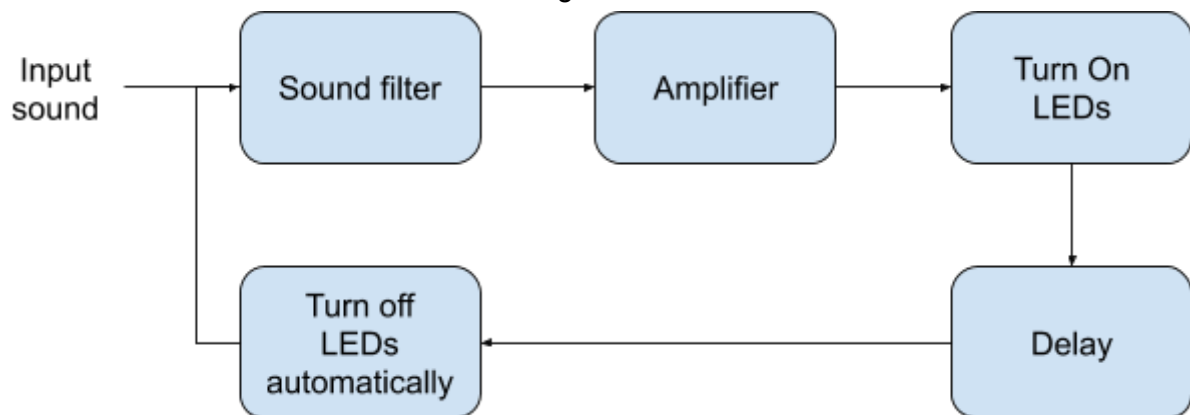 Input
sound
Sound filter
Amplifier
Turn On
LEDs
Turn off
LEDs
automatically
Delay